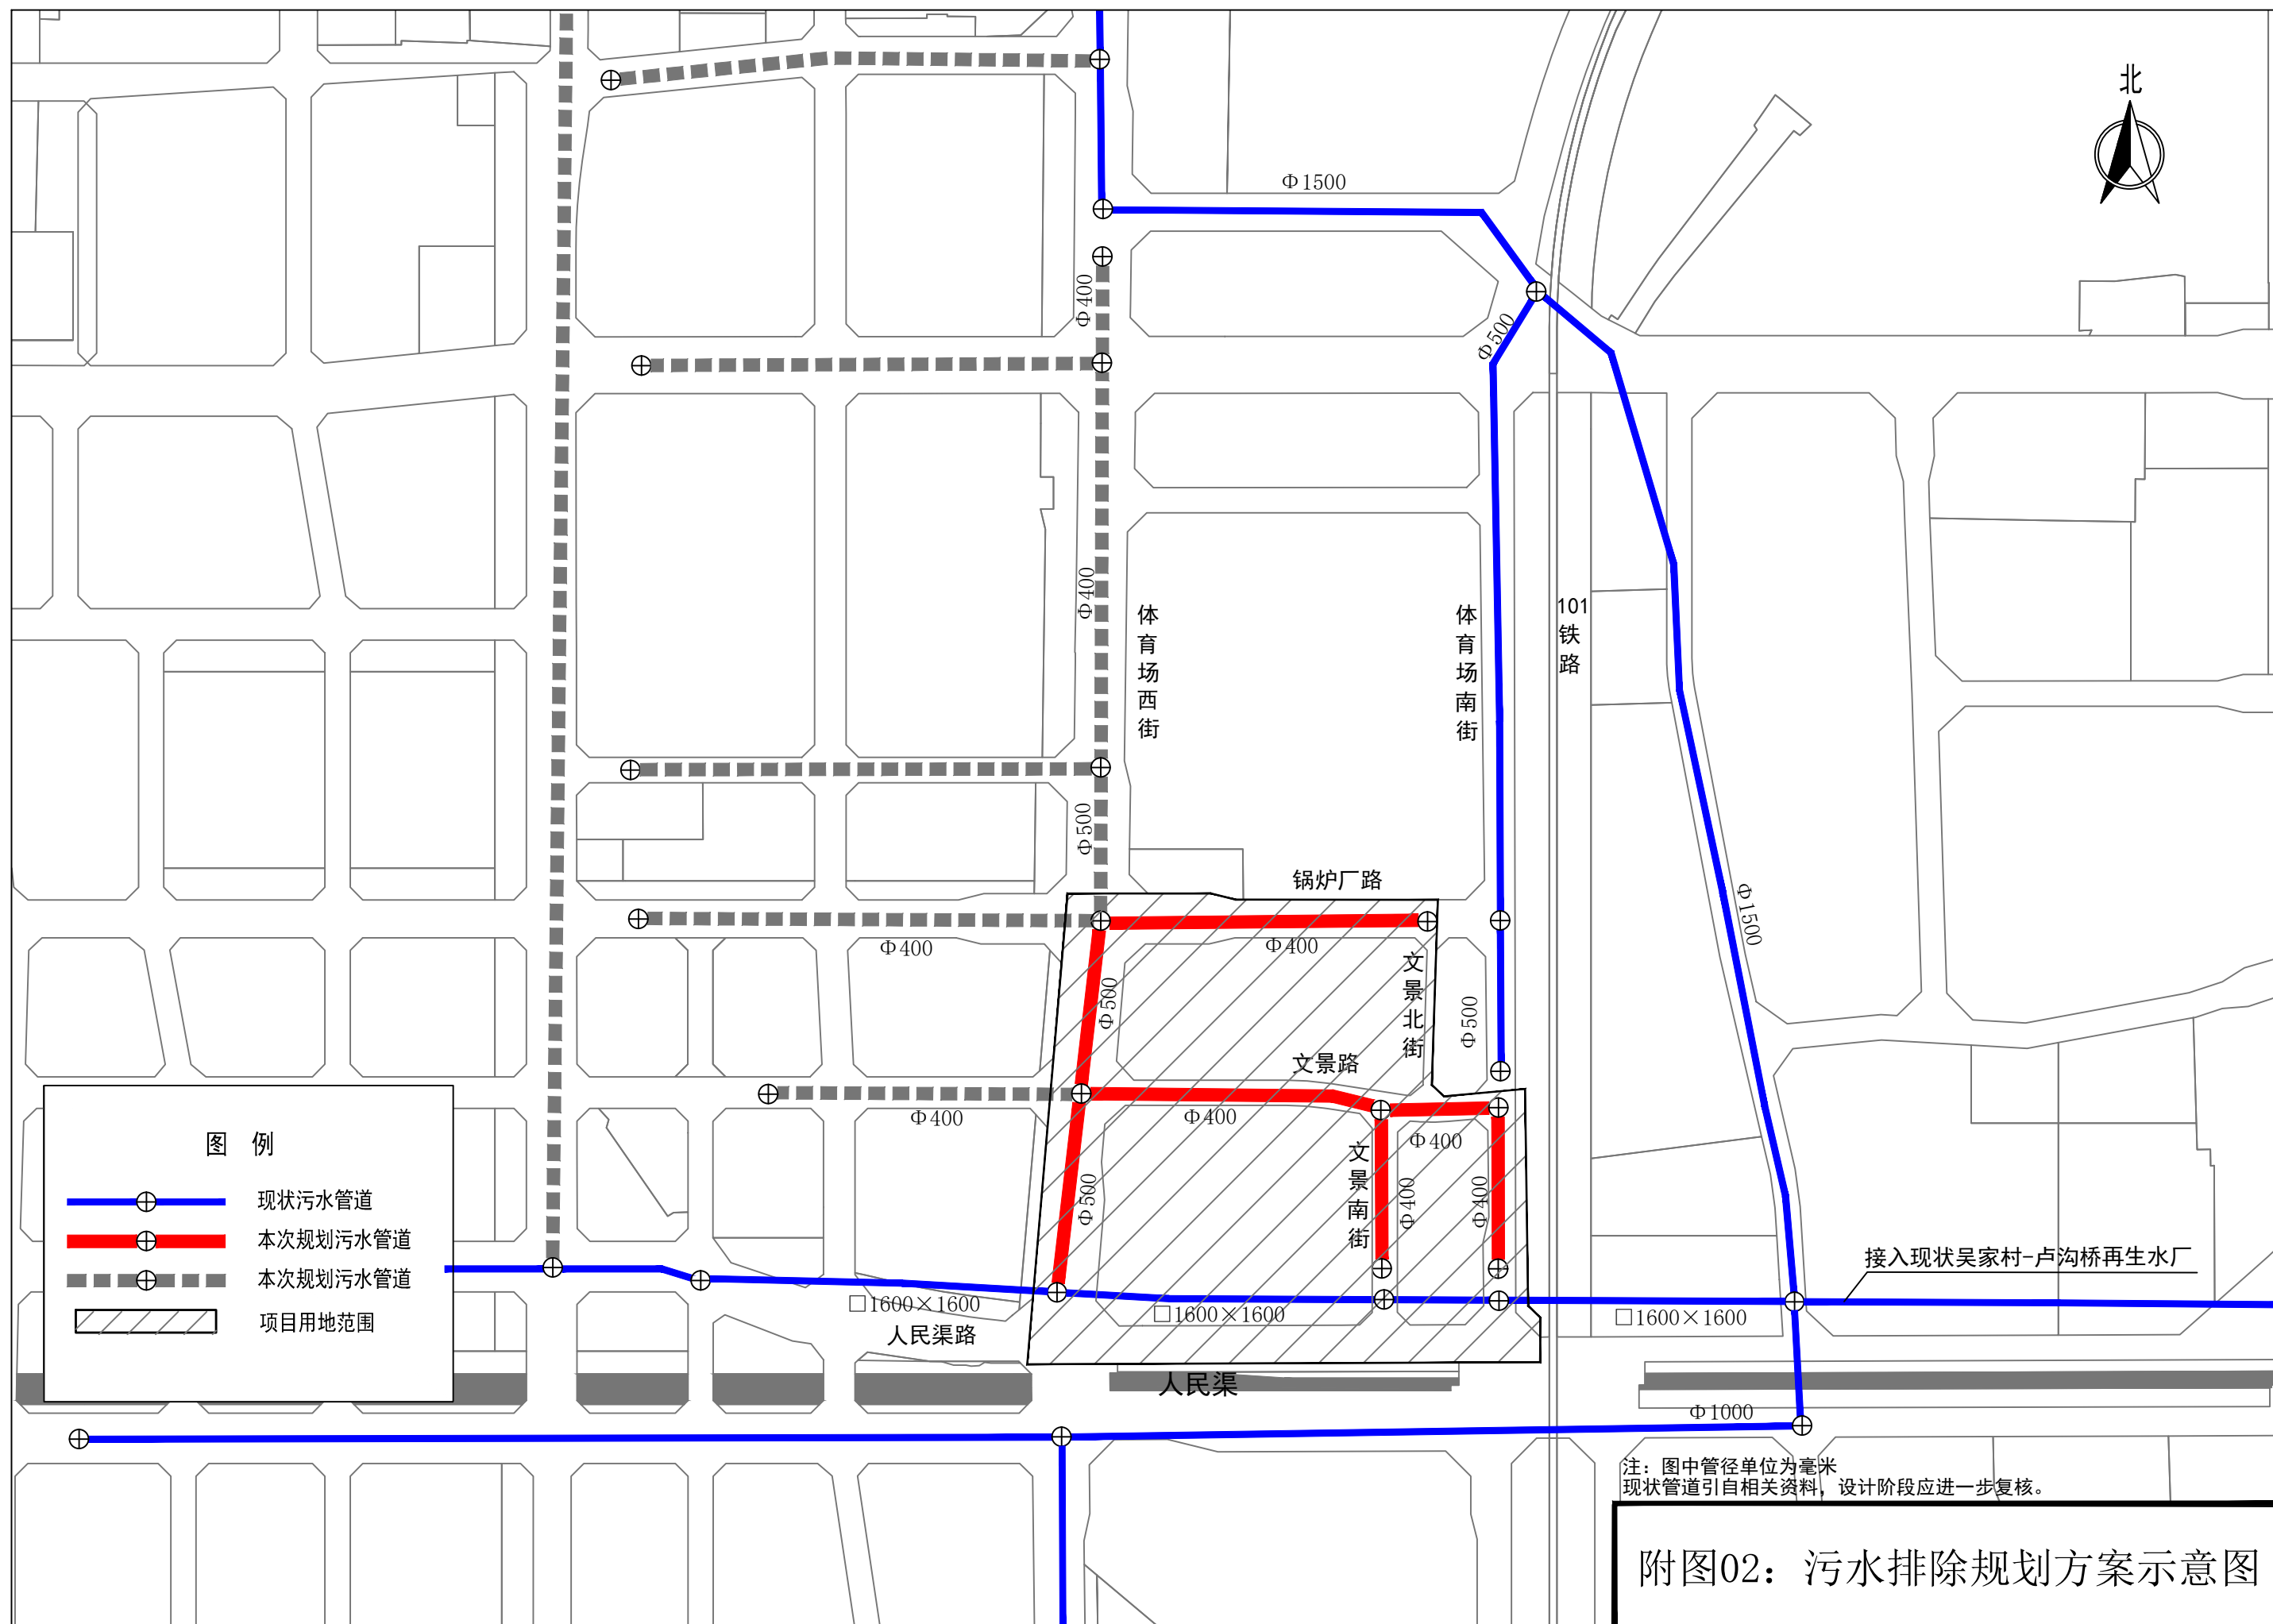 北
Φ1500
Φ400
Φ500
Φ400
体育场西街
体育场南街
101铁路
Φ500
锅炉厂路
Φ1500
Φ400
Φ400
文景北街
Φ500
Φ500
文景路
Φ400
Φ400
Φ400
文景南街
Φ500
Φ400
Φ400
图 例
现状污水管道
本次规划污水管道
本次规划污水管道
项目用地范围
接入现状吴家村-卢沟桥再生水厂
□1600×1600
□1600×1600
□1600×1600
人民渠路
人民渠
Φ1000
注：图中管径单位为毫米
现状管道引自相关资料，设计阶段应进一步复核。
附图02：污水排除规划方案示意图